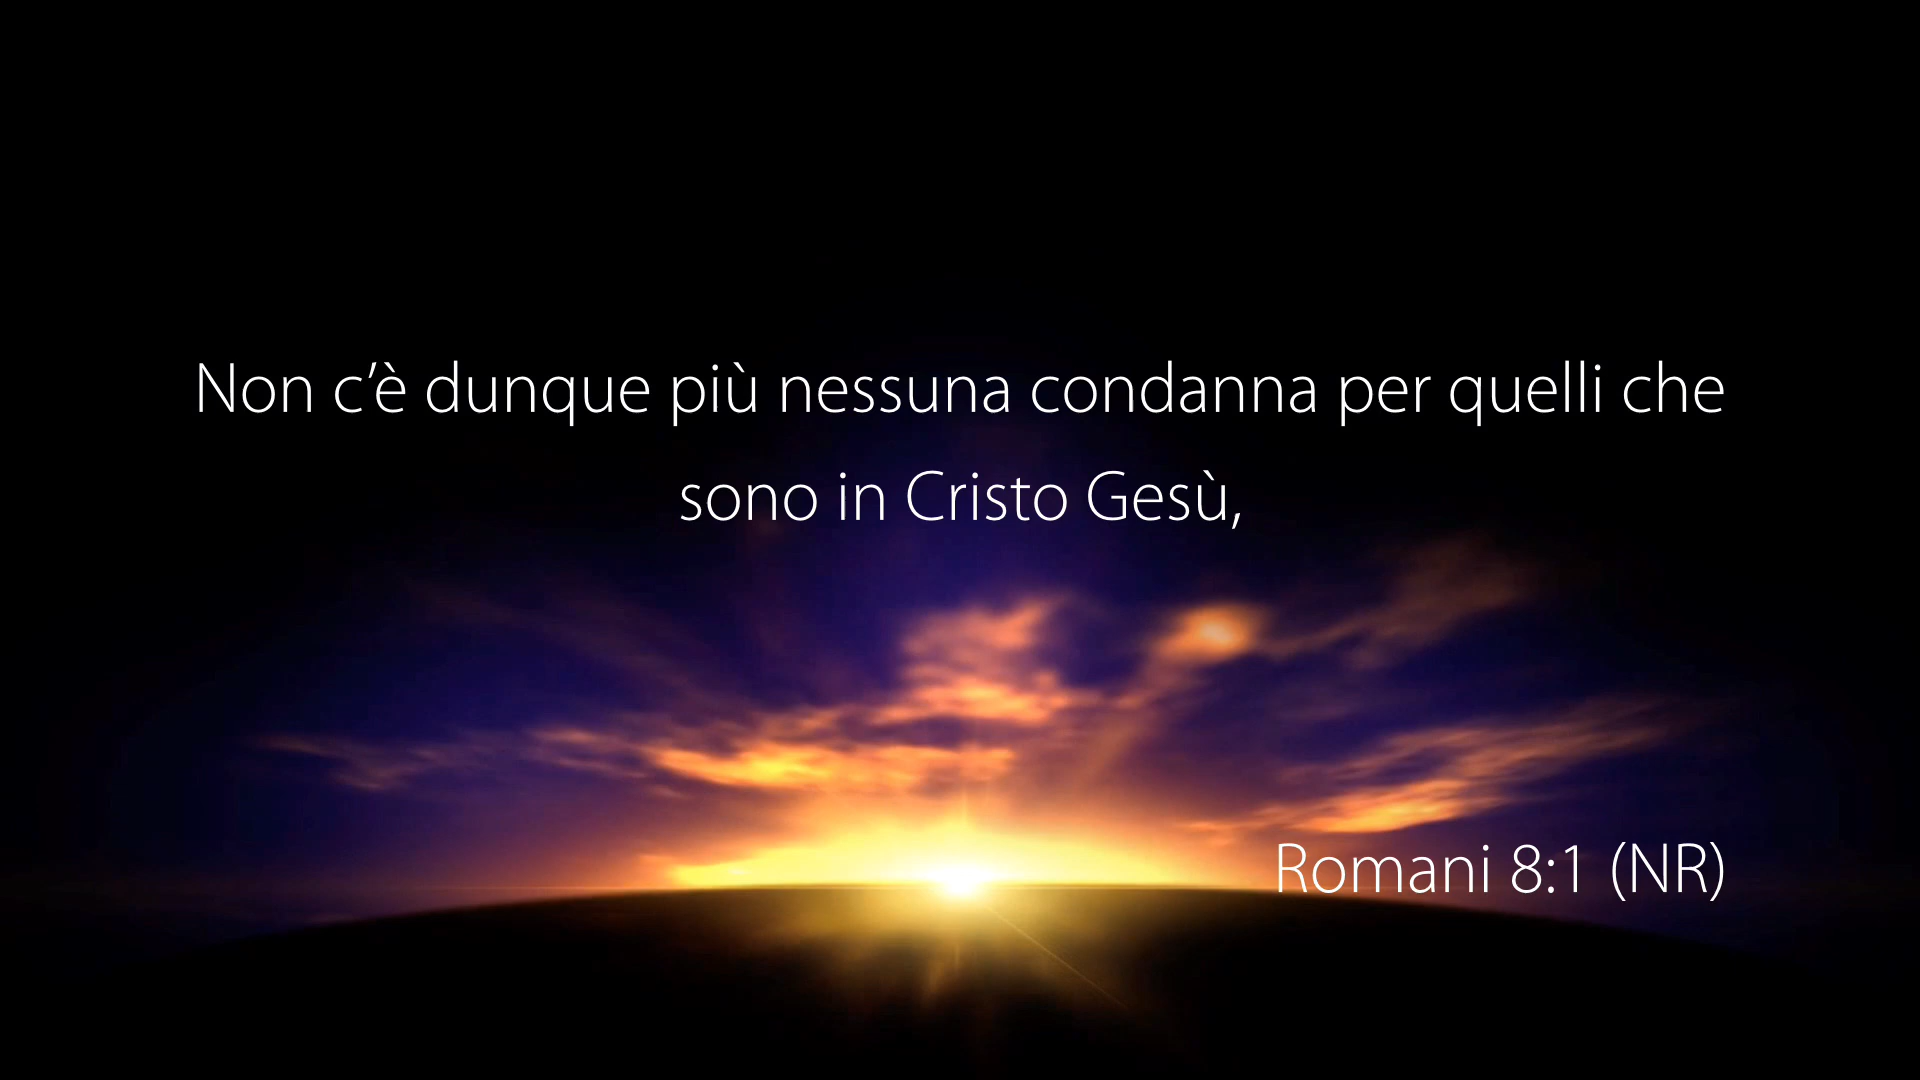 Non c’è dunque più nessuna condanna per quelli che
sono in Cristo Gesù,
Romani 8:1 (NR)